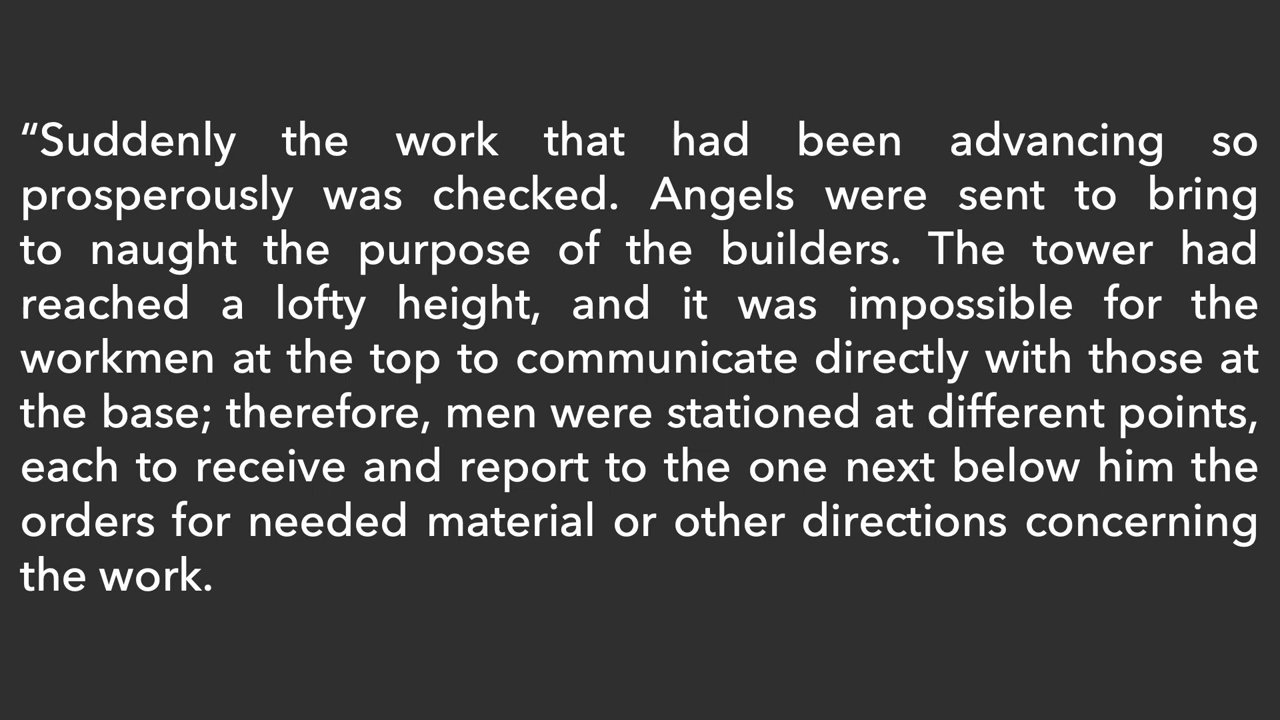 “Suddenly the work that had been advancing so
prosperously was checked. Angels were sent to bring
to naught the purpose of the builders. The tower had
reached a lofty height, and it was impossible for the
workmen at the top to communicate directly with those at
the base; therefore, men were stationed at different points,
each to receive and report to the one next below him the
orders for needed material or other directions concerning
the work.